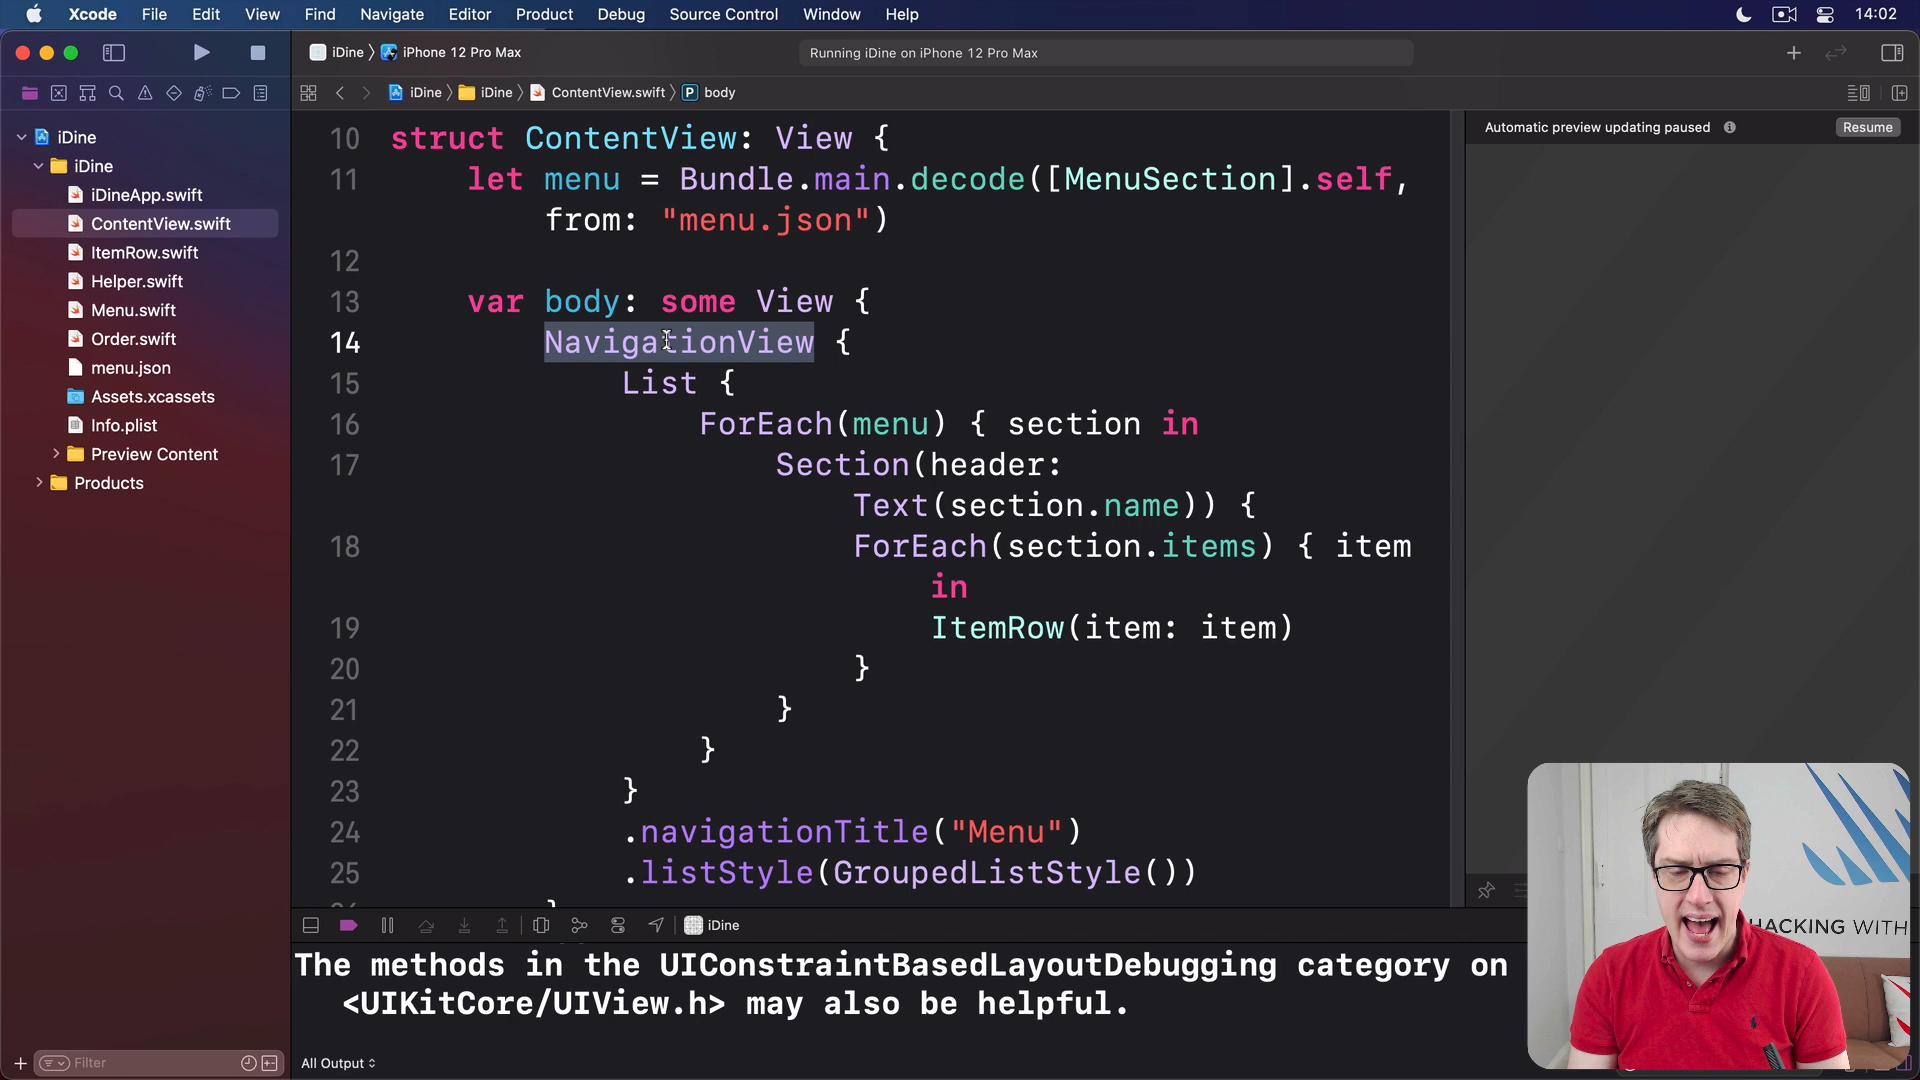 Xcode File Edit View Find Navigate Editor Product Debug Source Control Window Help 14:02
iDine iPhone 12 Pro Max
Running iDine on iPhone 12 Pro Max
iDine iDine ContentView.swift P body
iDine
iDine
iDineApp.swift
ContentView.swift
ItemRow.swift
Helper.swift
Menu.swift
Order.swift
menu.json
Assets.xcassets
Info.plist
Preview Content
Products
Filter
10 struct ContentView: View {
11 let menu = Bundle.main.decode([MenuSection].self,
from: "menu.json")
12
13 var body: some View {
14 NavigationView {
15 List {
16 ForEach(menu) { section in
17 Section(header:
Text(section.name)) {
18 ForEach(section.items) { item
in
19 ItemRow(item: item)
20 }
21 }
22 }
23 }
24 .navigationTitle("Menu")
25 .listStyle(GroupedListStyle())
Automatic preview updating paused Resume
iDine
The methods in the UIConstraintBasedLayoutDebugging category on
<UIKitCore/UIView.h> may also be helpful.
All Output
HACKING WITH